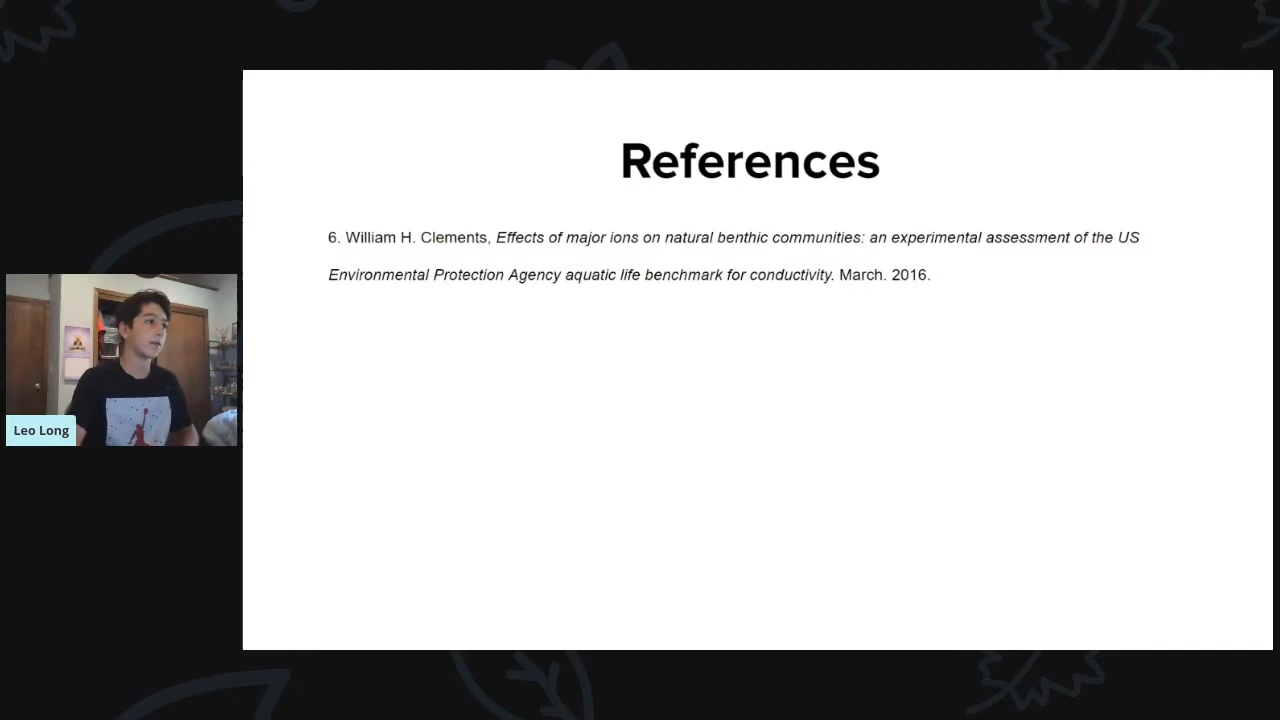 References
6. William H. Clements, Effects of major ions on natural benthic communities: an experimental assessment of the US
Environmental Protection Agency aquatic life benchmark for conductivity. March. 2016.
Leo Long